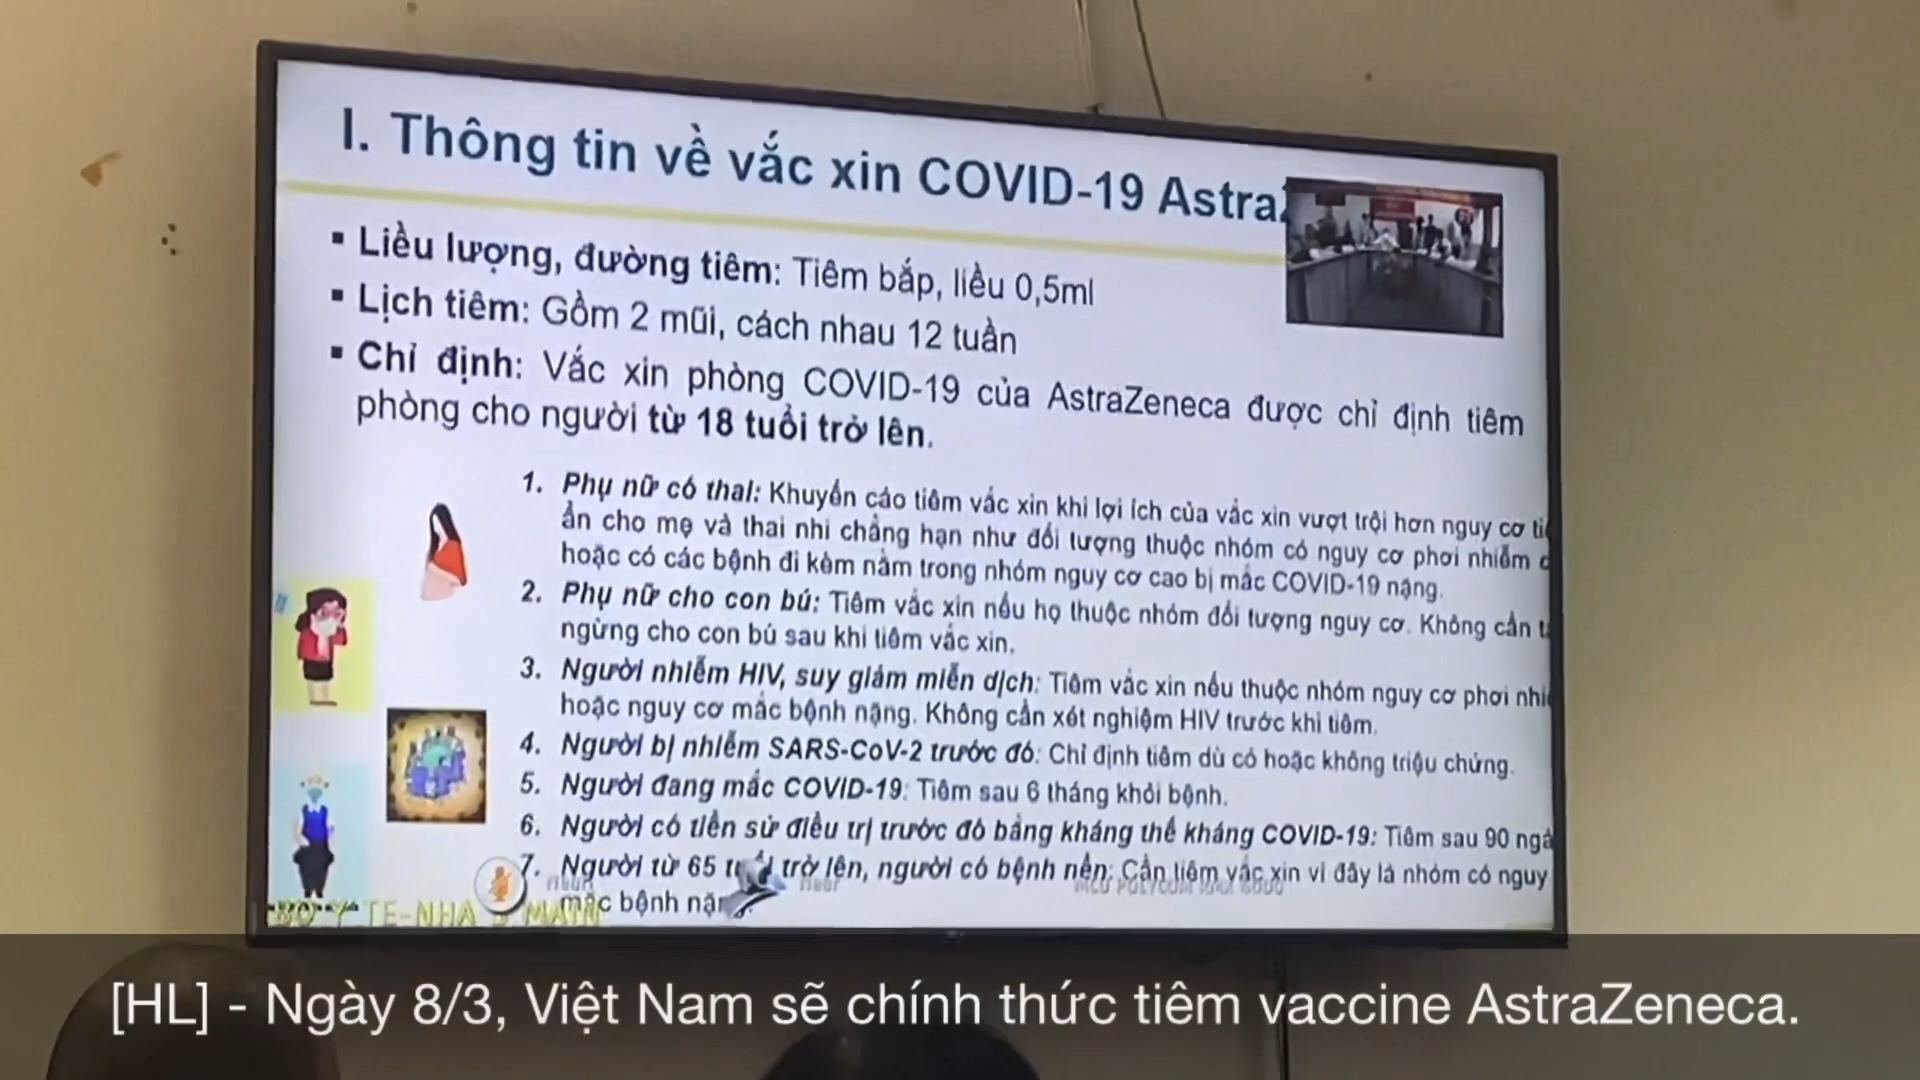 I. Thông tin về vắc xin COVID-19 Astra
▪ Liều lượng, đường tiêm: Tiêm bắp, liều 0,5ml
▪ Lịch tiêm: Gồm 2 mũi, cách nhau 12 tuần
▪ Chỉ định: Vắc xin phòng COVID-19 của AstraZeneca được chỉ định tiêm
phòng cho người từ 18 tuổi trở lên.
1. Phụ nữ có thai: Khuyến cáo tiêm vắc xin khi lợi ích của vắc xin vượt trội hơn nguy cơ
ẩn cho mẹ và thai nhi chẳng hạn như đối tượng thuộc nhóm có nguy cơ phơi nhiễm
hoặc có các bệnh đi kèm nằm trong nhóm nguy cơ cao bị mắc COVID-19 nặng.
2. Phụ nữ cho con bú: Tiêm vắc xin nếu họ thuộc nhóm đối tượng nguy cơ. Không cần
ngừng cho con bú sau khi tiêm vắc xin.
3. Người nhiễm HIV, suy giảm miễn dịch: Tiêm vắc xin nếu thuộc nhóm nguy cơ phơi
hoặc nguy cơ mắc bệnh nặng. Không cần xét nghiệm HIV trước khi tiêm.
4. Người bị nhiễm SARS-CoV-2 trước đó: Chỉ định tiêm dù có hoặc không triệu chứng.
5. Người đang mắc COVID-19: Tiêm sau 6 tháng khỏi bệnh.
6. Người có tiền sử điều trị trước đó bằng kháng thể kháng COVID-19: Tiêm sau 90
7. Người từ 65 trở lên, người có bệnh nền: Cần tiêm vắc xin vì đây là nhóm có nguy
mắc bệnh
BO-Y-TE-NHA
[HL] - Ngày 8/3, Việt Nam sẽ chính thức tiêm vaccine AstraZeneca.